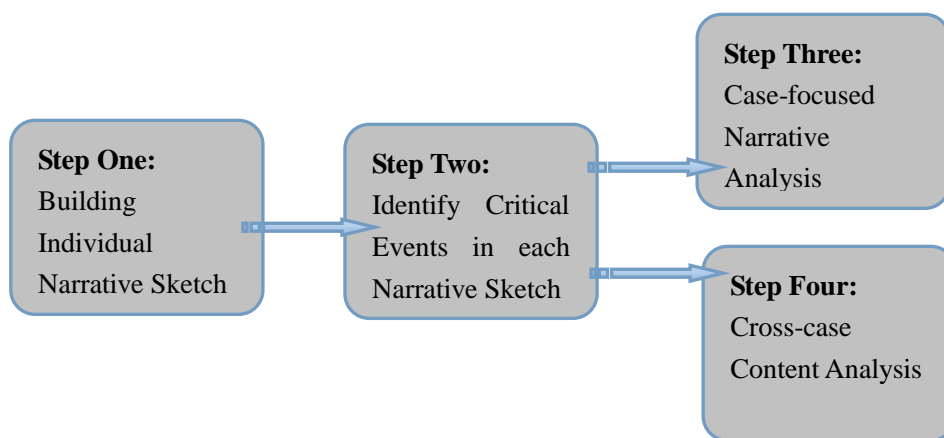 Step One:
Building
Individual
Narrative Sketch
Step Two:
Identify Critical
Events in each
Narrative Sketch
Step Three:
Case-focused
Narrative
Analysis
Step Four:
Cross-case
Content Analysis